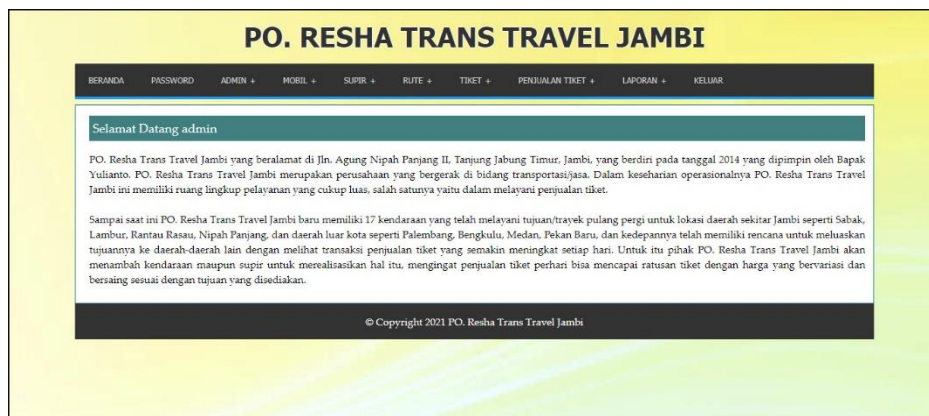 PO. RESHA TRANS TRAVEL JAMBI
BERANDA PASSWORD ADMIN + MOBIL + SUPIR + RUTE + TIKET + PENJUALAN TIKET + LAPORAN + KELUAR
Selamat Datang admin
PO. Resha Trans Travel Jambi yang beralamat di Jln. Agung Nipah Panjang II, Tanjung Jabung Timur, Jambi, yang berdiri pada tanggal 2014 yang dipimpin oleh Bapak
Yulianto. PO. Resha Trans Travel Jambi merupakan perusahaan yang bergerak di bidang transportasi/jasa. Dalam keseharian operasionalnya PO. Resha Trans Travel
Jambi ini memiliki ruang lingkup pelayanan yang cukup luas, salah satunya yaitu dalam melayani penjualan tiket.
Sampai saat ini PO. Resha Trans Travel Jambi baru memiliki 17 kendaraan yang telah melayani tujuan/trayek pulang pergi untuk lokasi daerah sekitar Jambi seperti Sabak,
Lambur, Rantau Rasau, Nipah Panjang, dan daerah luar kota seperti Palembang, Bengkulu, Medan, Pekan Baru, dan kedepannya telah memiliki rencana untuk meluaskan
tujuannya ke daerah-daerah lain dengan melihat transaksi penjualan tiket yang semakin meningkat setiap hari. Untuk itu pihak PO. Resha Trans Travel Jambi akan
menambah kendaraan maupun supir untuk merealisasikan hal itu, mengingat penjualan tiket perhari bisa mencapai ratusan tiket dengan harga yang bervariasi dan
bersaing sesuai dengan tujuan yang disediakan.
© Copyright 2021 PO. Resha Trans Travel Jambi